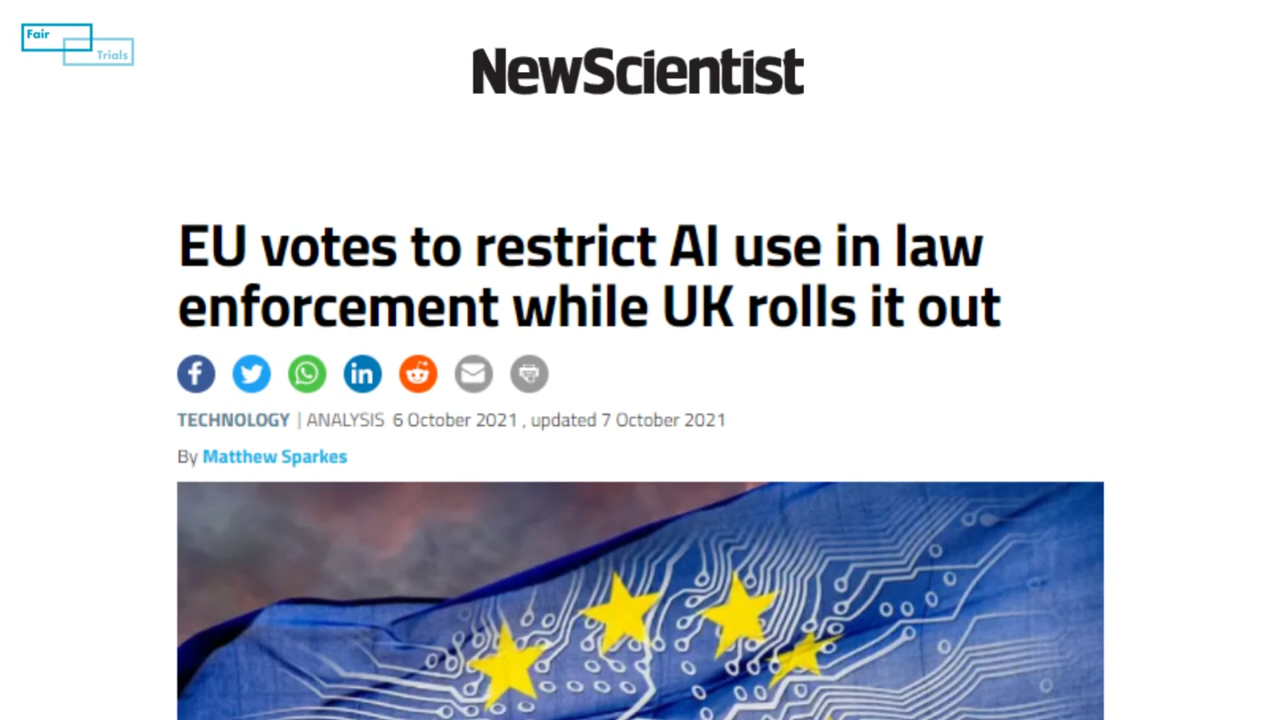 Fair
Trials
NewScientist
EU votes to restrict AI use in law
enforcement while UK rolls it out
TECHNOLOGY | ANALYSIS 6 October 2021, updated 7 October 2021
By Matthew Sparkes